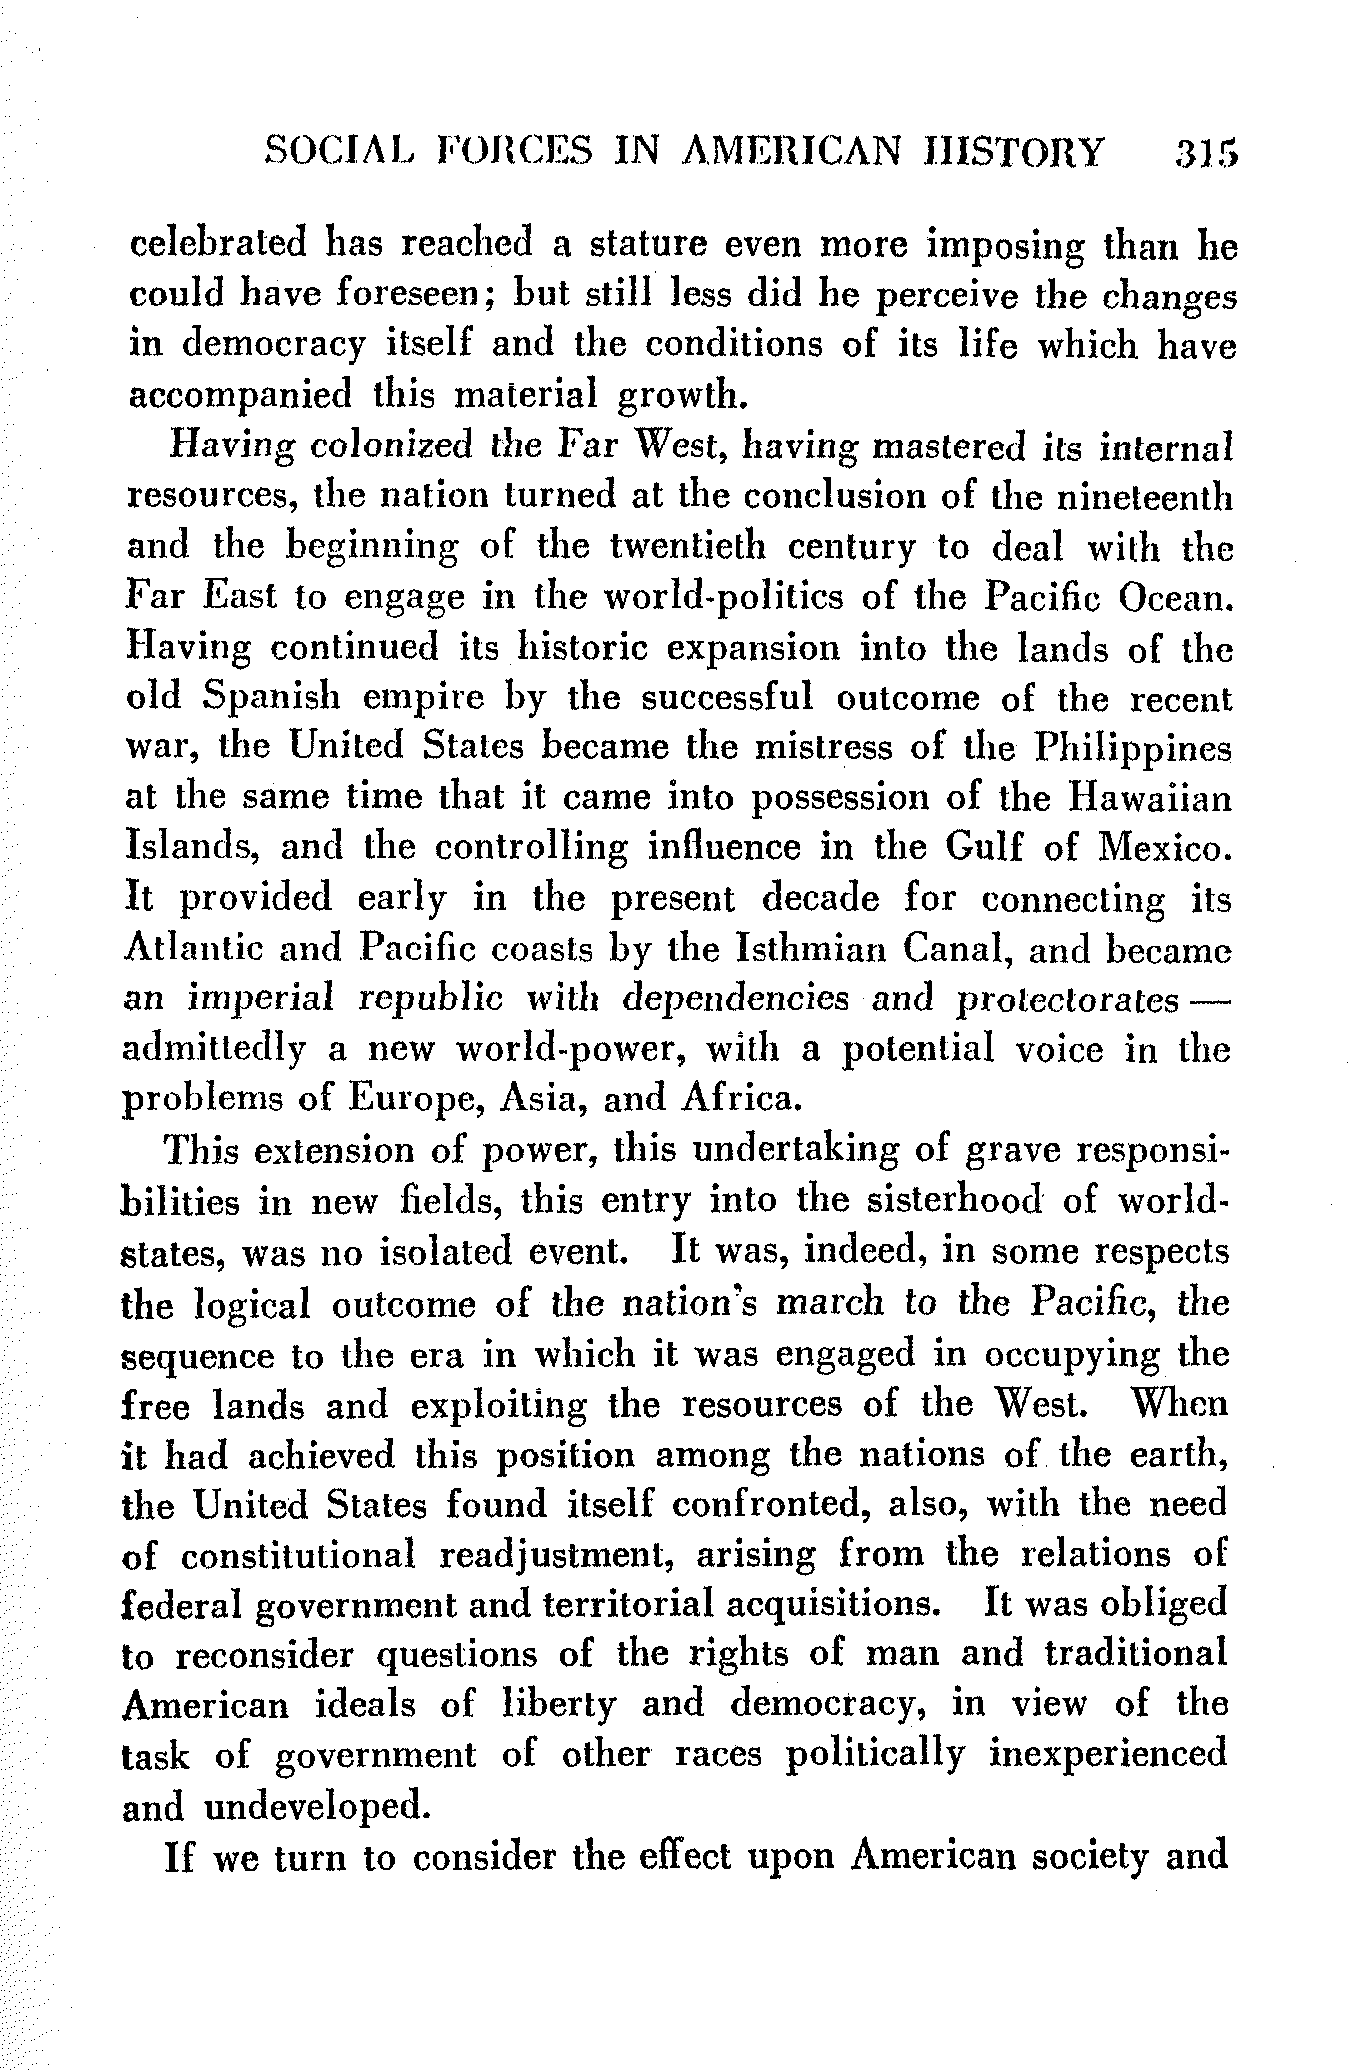 SOCIAL FORCES IN AMERICAN HISTORY 315
celebrated has reached a stature even more imposing than he
could have foreseen; but still less did he perceive the changes
in democracy itself and the conditions of its life which have
accompanied this material growth.
Having colonized the Far West, having mastered its internal
resources, the nation turned at the conclusion of the nineteenth
and the beginning of the twentieth century to deal with the
Far East to engage in the world-politics of the Pacific Ocean.
Having continued its historic expansion into the lands of the
old Spanish empire by the successful outcome of the recent
war, the United States became the mistress of the Philippines
at the same time that it came into possession of the Hawaiian
Islands, and the controlling influence in the Gulf of Mexico.
It provided early in the present decade for connecting its
Atlantic and Pacific coasts by the Isthmian Canal, and became
an imperial republic with dependencies and protectorates —
admittedly a new world-power, with a potential voice in the
problems of Europe, Asia, and Africa.
This extension of power, this undertaking of grave responsi-
bilities in new fields, this entry into the sisterhood of world-
states, was no isolated event. It was, indeed, in some respects
the logical outcome of the nation's march to the Pacific, the
sequence to the era in which it was engaged in occupying the
free lands and exploiting the resources of the West. When
it had achieved this position among the nations of the earth,
the United States found itself confronted, also, with the need
of constitutional readjustment, arising from the relations of
federal government and territorial acquisitions. It was obliged
to reconsider questions of the rights of man and traditional
American ideals of liberty and democracy, in view of the
task of government of other races politically inexperienced
and undeveloped.
If we turn to consider the effect upon American society and